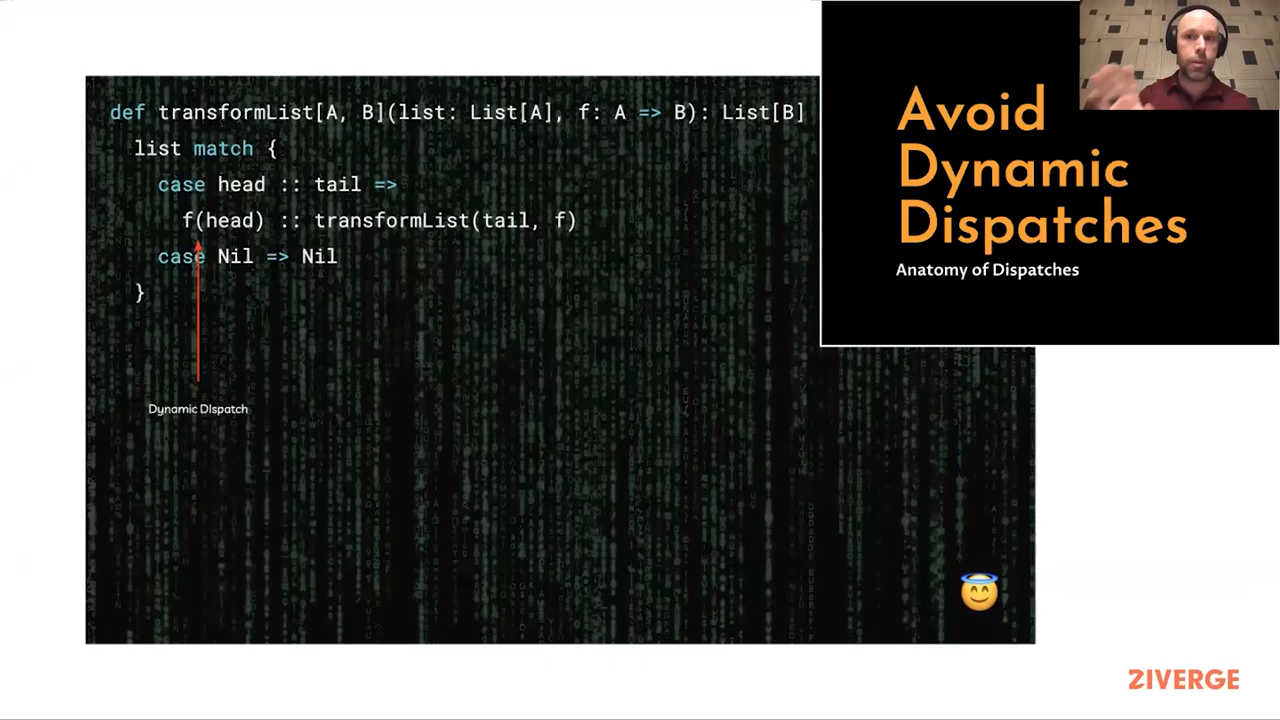 def transformList[A, B](list: List[A], f: A => B): List[B]
list match {
case head :: tail =>
f(head) :: transformList(tail, f)
case Nil => Nil
}
Dynamic Dispatch
Avoid
Dynamic
Dispatches
Anatomy of Dispatches
ZIVERGE